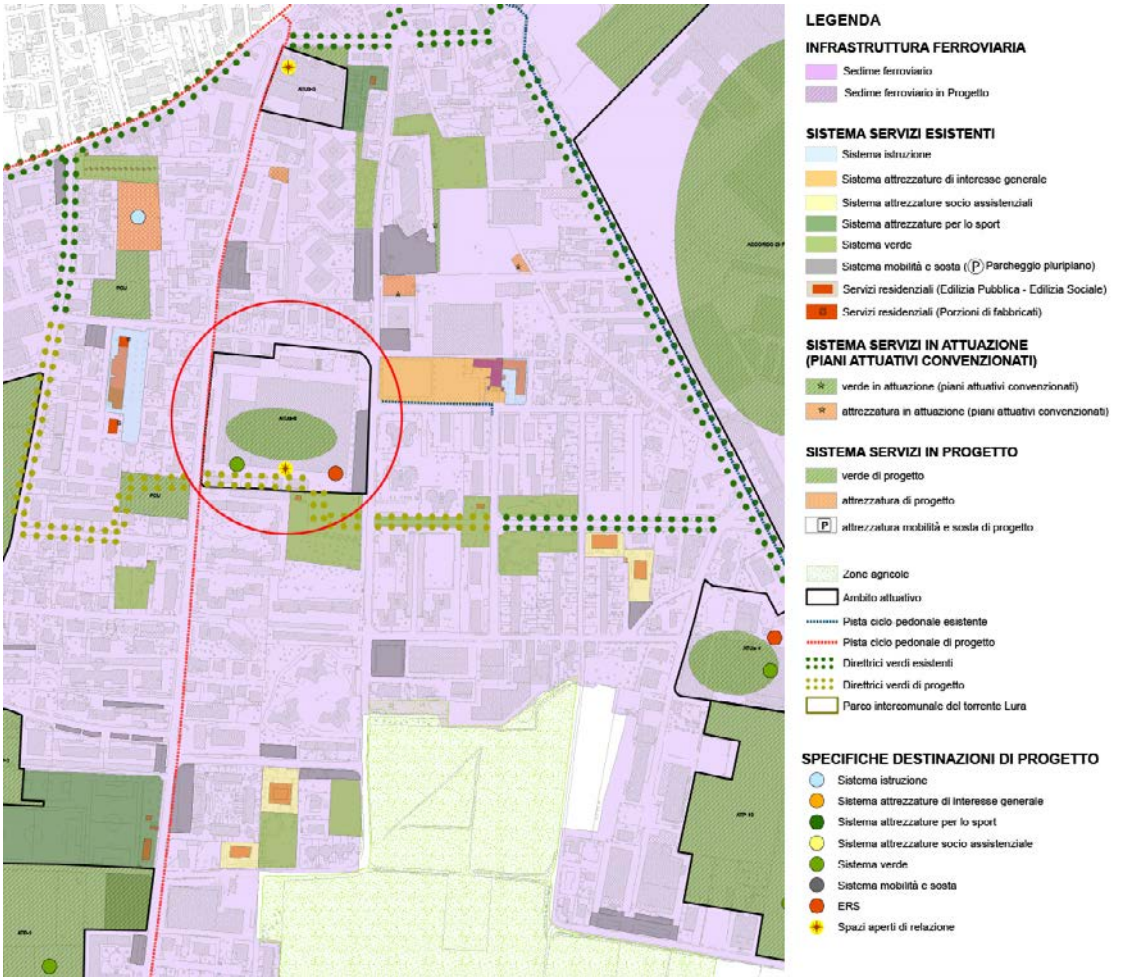 LEGENDA
INFRASTRUTTURA FERROVIARIA
Sedime ferroviario
Sedime ferroviario in Progetto
SISTEMA SERVIZI ESISTENTI
Sistema istruzione
Sistema attrezzature di interesse generale
Sistema attrezzature socio assistenziali
Sistema attrezzature per lo sport
Sistema verde
Sistema mobilità e sosta (P Parcheggio pluripiano)
Servizi residenziali (Edilizia Pubblica - Edilizia Sociale)
Servizi residenziali (Porzioni di fabbricati)
SISTEMA SERVIZI IN ATTUAZIONE
(PIANI ATTUATIVI CONVENZIONATI)
verde in attuazione (piani attuativi convenzionati)
attrezzatura in attuazione (piani attuativi convenzionati)
SISTEMA SERVIZI IN PROGETTO
verde di progetto
attrezzatura di progetto
P attrezzatura mobilità e sosta di progetto
Zone agricole
Ambito attuativo
Pista ciclo pedonale esistente
Pista ciclo pedonale di progetto
Direttrici verdi esistenti
Direttrici verdi di progetto
Parco intercomunale del torrente Lura
SPECIFICHE DESTINAZIONI DI PROGETTO
Sistema istruzione
Sistema attrezzature di interesse generale
Sistema attrezzature per lo sport
Sistema attrezzature socio assistenziale
Sistema verde
Sistema mobilità e sosta
ERS
Spazi aperti di relazione
ACCORDO DI P
PCU
PCU